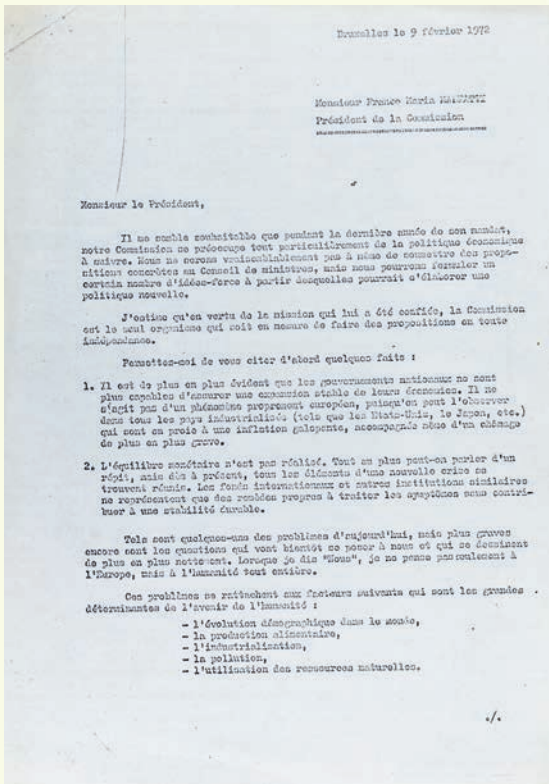 Bruxelles le 9 février 1972
Monsieur Franco Maria MALFATTI
Président de la Commission
Monsieur le Président,
Il me semble souhaitable que pendant la dernière année de son mandat,
notre Commission se préoccupe tout particulièrement de la politique économique
à suivre. Nous ne serons vraisemblablement pas à même de soumettre des propo-
sitions concrètes au Conseil de ministres, mais nous pourrons formuler un
certain nombre d'idées-force à partir desquelles pourrait s'élaborer une
politique nouvelle.
J'estime qu'en vertu de la mission qui lui a été confiée, la Commission
est le seul organisme qui soit en mesure de faire des propositions en toute
indépendance.
Permettez-moi de vous citer d'abord quelques faits :
1. Il est de plus en plus évident que les gouvernements nationaux ne sont
plus capables d'assurer une expansion stable de leurs économies. Il ne
s'agit pas d'un phénomène proprement européen, puisqu'on peut l'observer
dans tous les pays industrialisés (tels que les Etats-Unis, le Japon, etc.)
qui sont en proie à une inflation galopante, accompagnée même d'un chômage
de plus en plus grave.
2. L'équilibre monétaire n'est pas réalisé. Tout au plus peut-on parler d'un
répit, mais dès à présent, tous les éléments d'une nouvelle crise se
trouvent réunis. Les fonds internationaux et autres institutions similaires
ne représentent que des remèdes propres à traiter les symptômes sans contri-
buer à une stabilité durable.
Tels sont quelques-uns des problèmes d'aujourd'hui, mais plus graves
encore sont les questions qui vont bientôt se poser à nous et qui se dessinent
de plus en plus nettement. Lorsque je dis "Nous", je ne pense pas seulement à
l'Europe, mais à l'humanité tout entière.
Ces problèmes se rattachent aux facteurs suivants qui sont les grandes
déterminantes de l'avenir de l'humanité :
- l'évolution démographique dans le monde,
- la production alimentaire,
- l'industrialisation,
- la pollution,
- l'utilisation des ressources naturelles.
./.